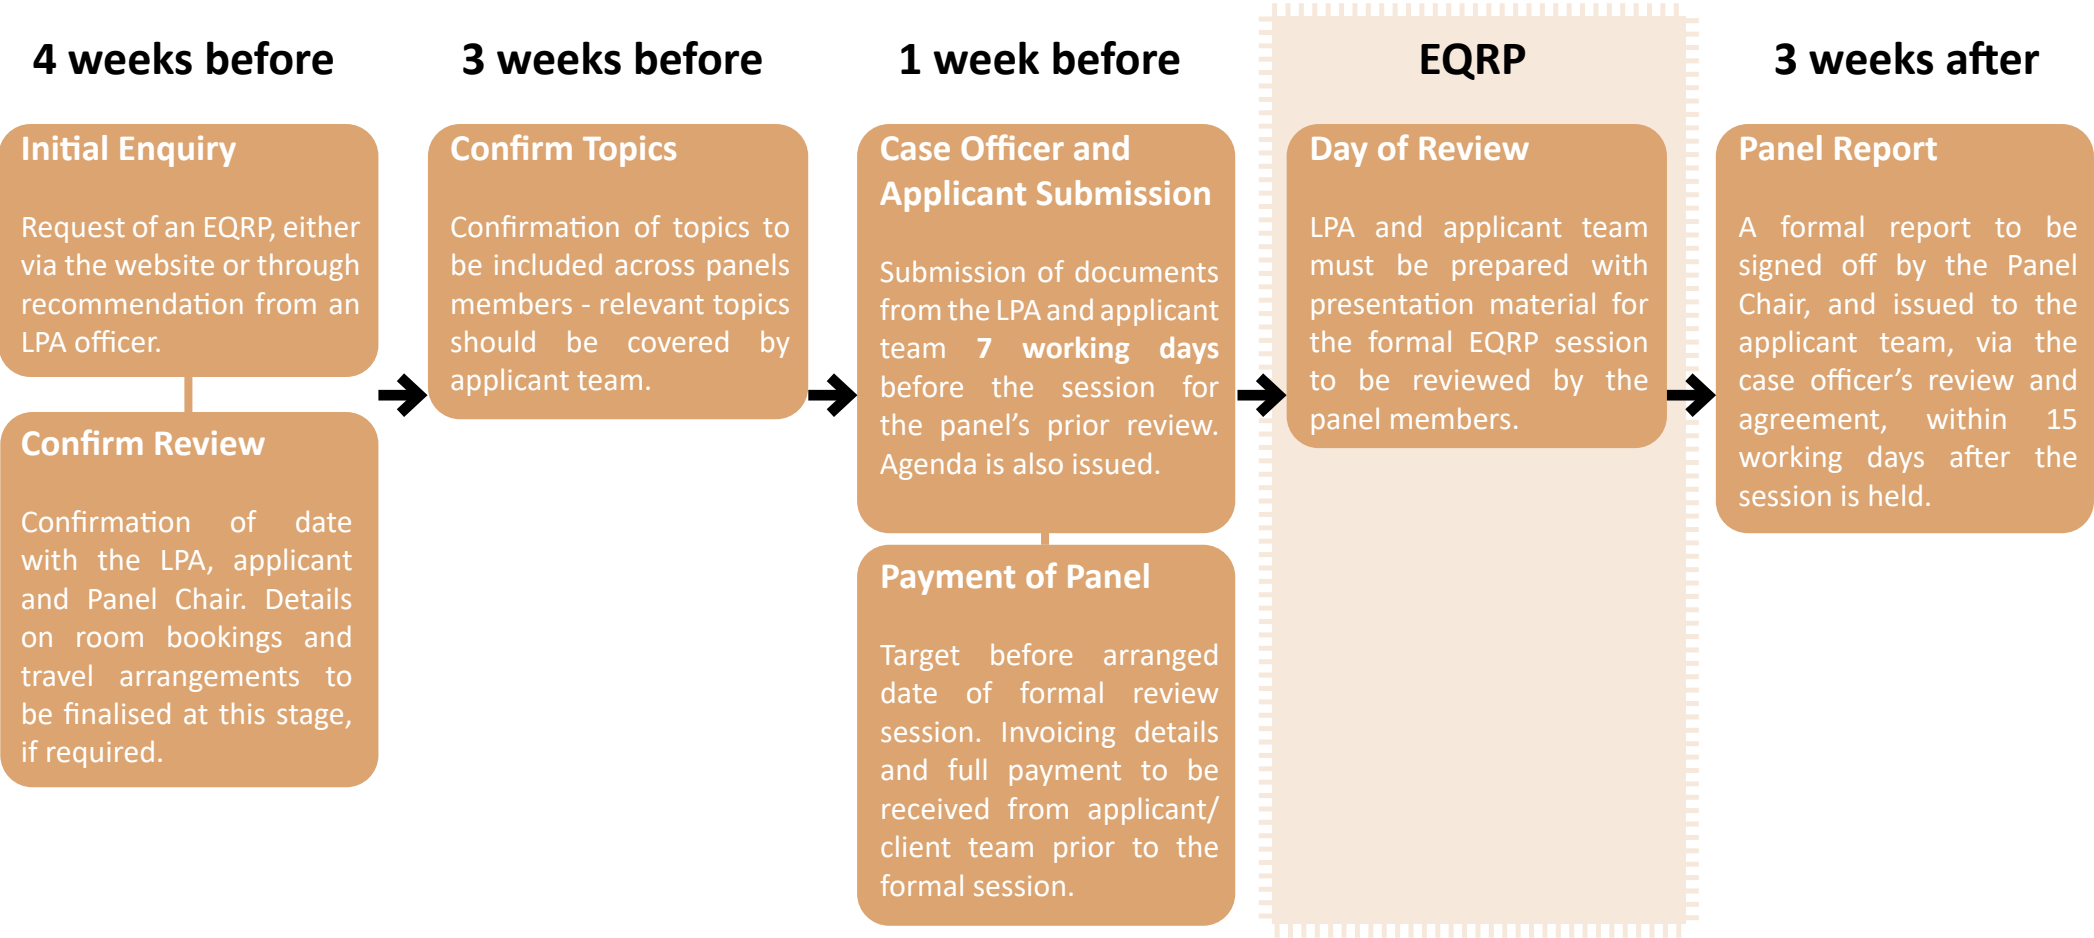 4 weeks before
Initial Enquiry
Request of an EQRP, either
via the website or through
recommendation from an
LPA officer.
Confirm Review
Confirmation of date
with the LPA, applicant
and Panel Chair. Details
on room bookings and
travel arrangements to
be finalised at this stage,
if required.
3 weeks before
Confirm Topics
Confirmation of topics to
be included across panels
members - relevant topics
should be covered by
applicant team.
1 week before
Case Officer and
Applicant Submission
Submission of documents
from the LPA and applicant
team 7 working days
before the session for
the panel's prior review.
Agenda is also issued.
Payment of Panel
Target before arranged
date of formal review
session. Invoicing details
and full payment to be
received from applicant/
client team prior to the
formal session.
EQRP
Day of Review
LPA and applicant team
must be prepared with
presentation material for
the formal EQRP session
to be reviewed by the
panel members.
3 weeks after
Panel Report
A formal report to be
signed off by the Panel
Chair, and issued to the
applicant team, via the
case officer's review and
agreement, within 15
working days after the
session is held.